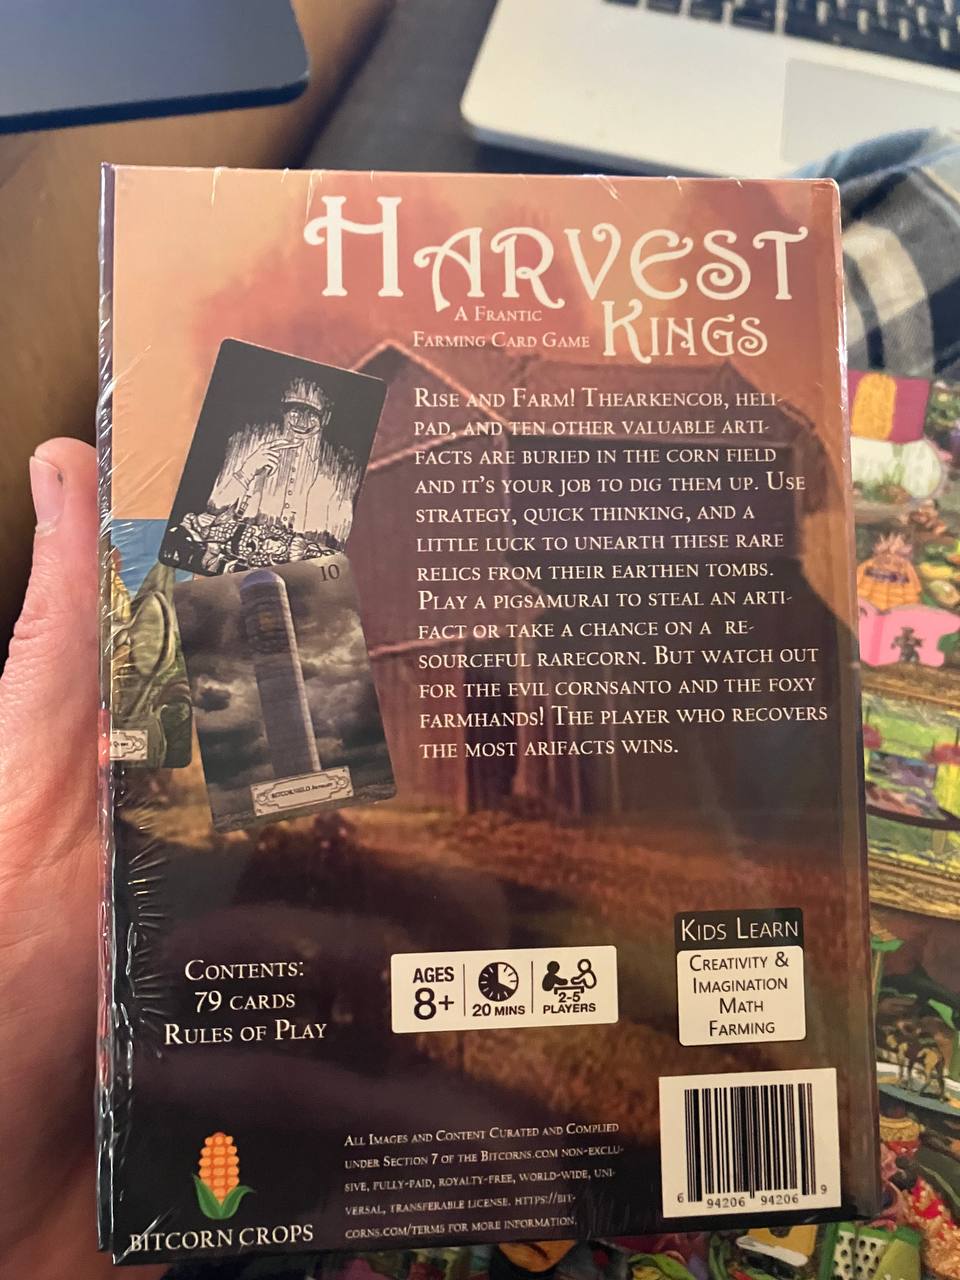 Harvest
Kings
A Frantic
Farming Card Game
Rise and Farm! Thearkencob, Heli-
pad, and ten other valuable arti-
facts are buried in the corn field
and it's your job to dig them up. Use
strategy, quick thinking, and a
little luck to unearth these rare
relics from their earthen tombs.
Play a pigsamurai to steal an arti-
fact or take a chance on a re-
sourceful rarecorn. But watch out
for the evil cornsanto and the foxy
farmhands! The player who recovers
the most arifacts wins.
10
Contents:
79 cards
Rules of Play
AGES
8+
20 MINS
2-5
PLAYERS
Kids Learn
Creativity &
Imagination
Math
Farming
BITCORN CROPS
All Images and Content Curated and Complied
under Section 7 of the Bitcorns.com non-exclu-
sive, fully-paid, royalty-free, world-wide, uni-
versal, transferable license. https://bit-
corns.com/terms for more information.
6 94206 94206 9